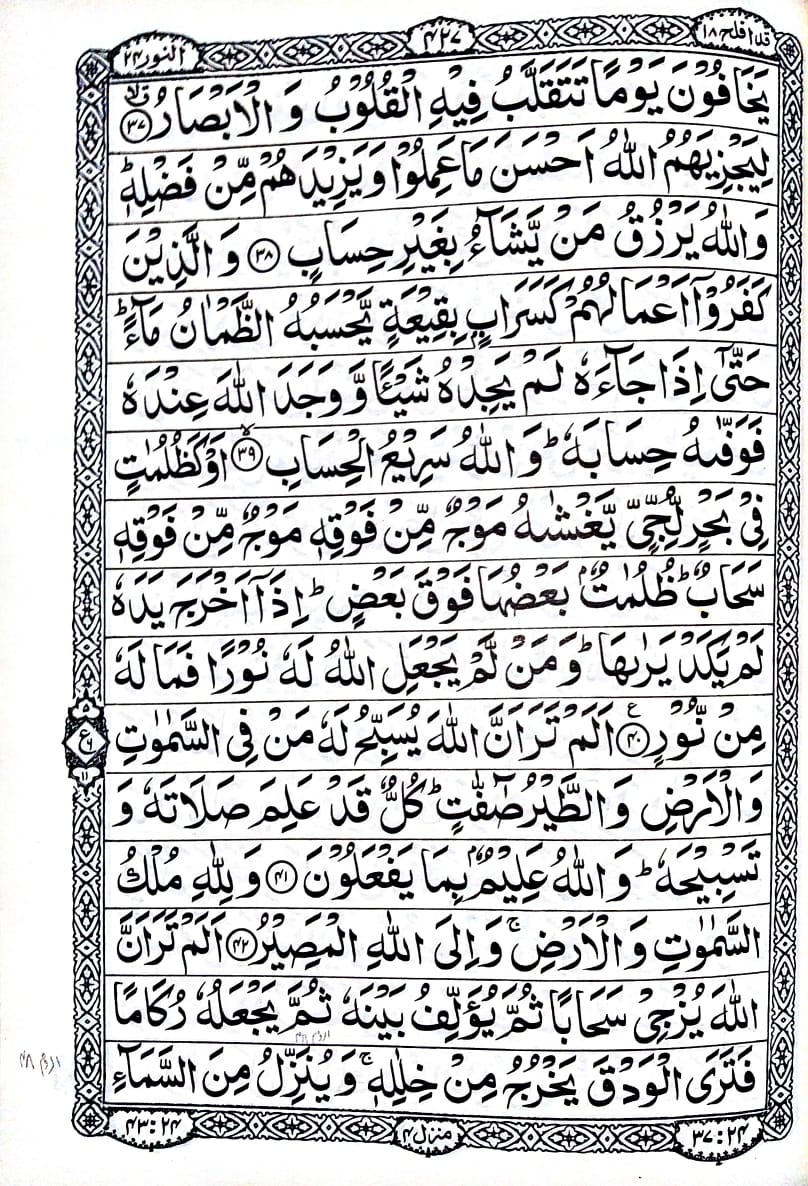 قد افلح ١٨
٤٢٧
النور ٢٤
يَخَافُوْنَ يَوْمًا تَتَقَلَّبُ فِيْهِ الْقُلُوْبُ وَ الْاَبْصَارُ ﴿٣٧﴾ۙ
لِيَجْزِيَهُمُ اللّٰهُ اَحْسَنَ مَا عَمِلُوْا وَ يَزِيْدَهُمْ مِّنْ فَضْلِهٖ ؕ
وَ اللّٰهُ يَرْزُقُ مَنْ يَّشَآءُ بِغَيْرِ حِسَابٍ ﴿٣٨﴾ وَ الَّذِيْنَ
كَفَرُوْۤا اَعْمَالُهُمْ كَسَرَابٍۭ بِقِيْعَةٍ يَّحْسَبُهُ الظَّمْاٰنُ مَآءً ؕ
حَتّٰۤى اِذَا جَآءَهٗ لَمْ يَجِدْهُ شَيْـًٔا وَّ وَجَدَ اللّٰهَ عِنْدَهٗ
فَوَفّٰىهُ حِسَابَهٗ ؕ وَ اللّٰهُ سَرِيْعُ الْحِسَابِ ﴿٣٩﴾ۙ اَوْ كَظُلُمٰتٍ
فِيْ بَحْرٍ لُّجِّيٍّ يَّغْشٰىهُ مَوْجٌ مِّنْ فَوْقِهٖ مَوْجٌ مِّنْ فَوْقِهٖ
سَحَابٌ ؕ ظُلُمٰتٌۢ بَعْضُهَا فَوْقَ بَعْضٍ ؕ اِذَاۤ اَخْرَجَ يَدَهٗ
لَمْ يَكَدْ يَرٰىهَا ؕ وَ مَنْ لَّمْ يَجْعَلِ اللّٰهُ لَهٗ نُوْرًا فَمَا لَهٗ
مِنْ نُّوْرٍ ﴿٤٠﴾ع اَلَمْ تَرَ اَنَّ اللّٰهَ يُسَبِّحُ لَهٗ مَنْ فِي السَّمٰوٰتِ
وَ الْاَرْضِ وَ الطَّيْرُ صٰٓفّٰتٍ ؕ كُلٌّ قَدْ عَلِمَ صَلَاتَهٗ وَ
تَسْبِيْحَهٗ ؕ وَ اللّٰهُ عَلِيْمٌۢ بِمَا يَفْعَلُوْنَ ﴿٤١﴾ وَ لِلّٰهِ مُلْكُ
السَّمٰوٰتِ وَ الْاَرْضِ ۚ وَ اِلَى اللّٰهِ الْمَصِيْرُ ﴿٤٢﴾ اَلَمْ تَرَ اَنَّ
اللّٰهَ يُزْجِيْ سَحَابًا ثُمَّ يُؤَلِّفُ بَيْنَهٗ ثُمَّ يَجْعَلُهٗ رُكَامًا
فَتَرَى الْوَدْقَ يَخْرُجُ مِنْ خِلٰلِهٖ ۚ وَ يُنَزِّلُ مِنَ السَّمَآءِ
٣٧:٢٤
منزل ٤
٤٣:٢٤